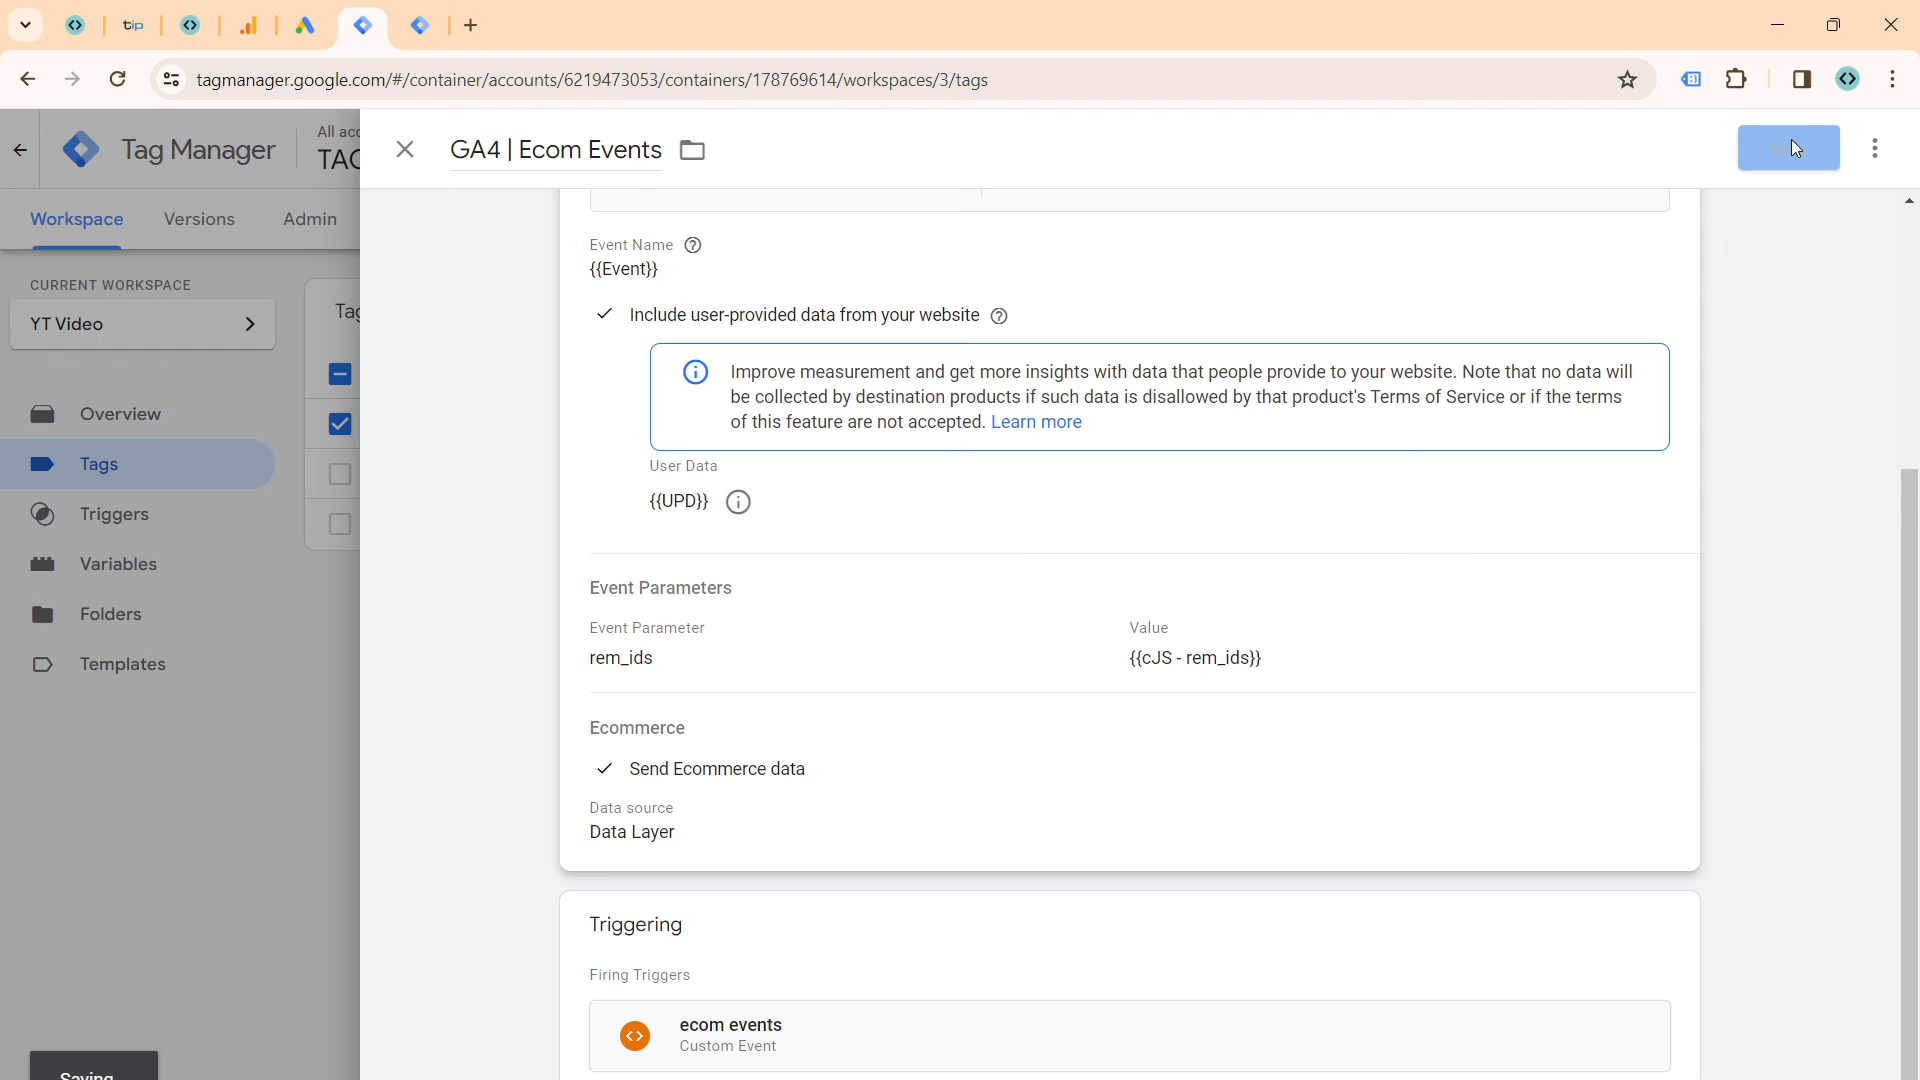 tip
tagmanager.google.com/#/container/accounts/6219473053/containers/178769614/workspaces/3/tags
Tag Manager
All acc
TAG
GA4 | Ecom Events
Workspace
Versions
Admin
CURRENT WORKSPACE
YT Video
Overview
Tags
Triggers
Variables
Folders
Templates
Tag
Event Name
{{Event}}
Include user-provided data from your website
Improve measurement and get more insights with data that people provide to your website. Note that no data will
be collected by destination products if such data is disallowed by that product's Terms of Service or if the terms
of this feature are not accepted. Learn more
User Data
{{UPD}}
Event Parameters
Event Parameter
Value
rem_ids
{{cJS - rem_ids}}
Ecommerce
Send Ecommerce data
Data source
Data Layer
Triggering
Firing Triggers
ecom events
Custom Event
Saving